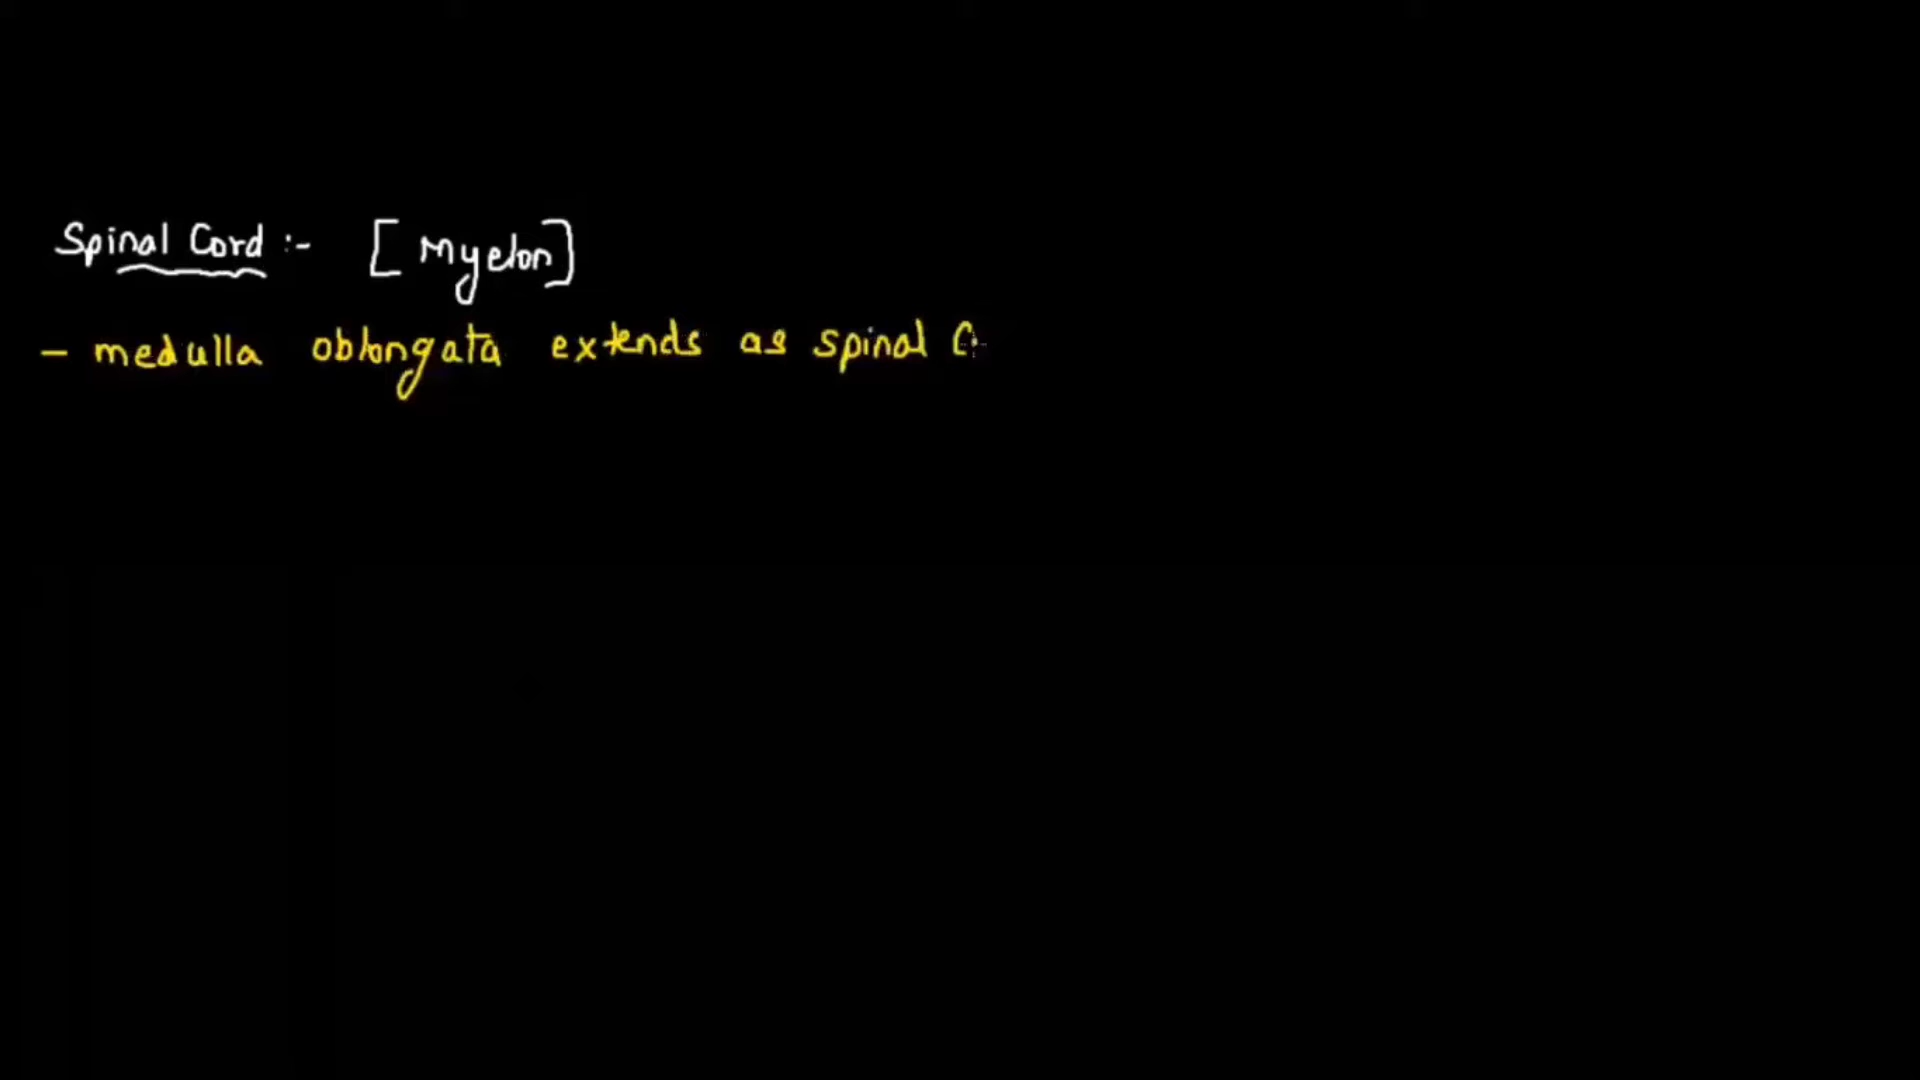 Spinal Cord :- [Myelon]
- medulla oblongata extends as spinal C